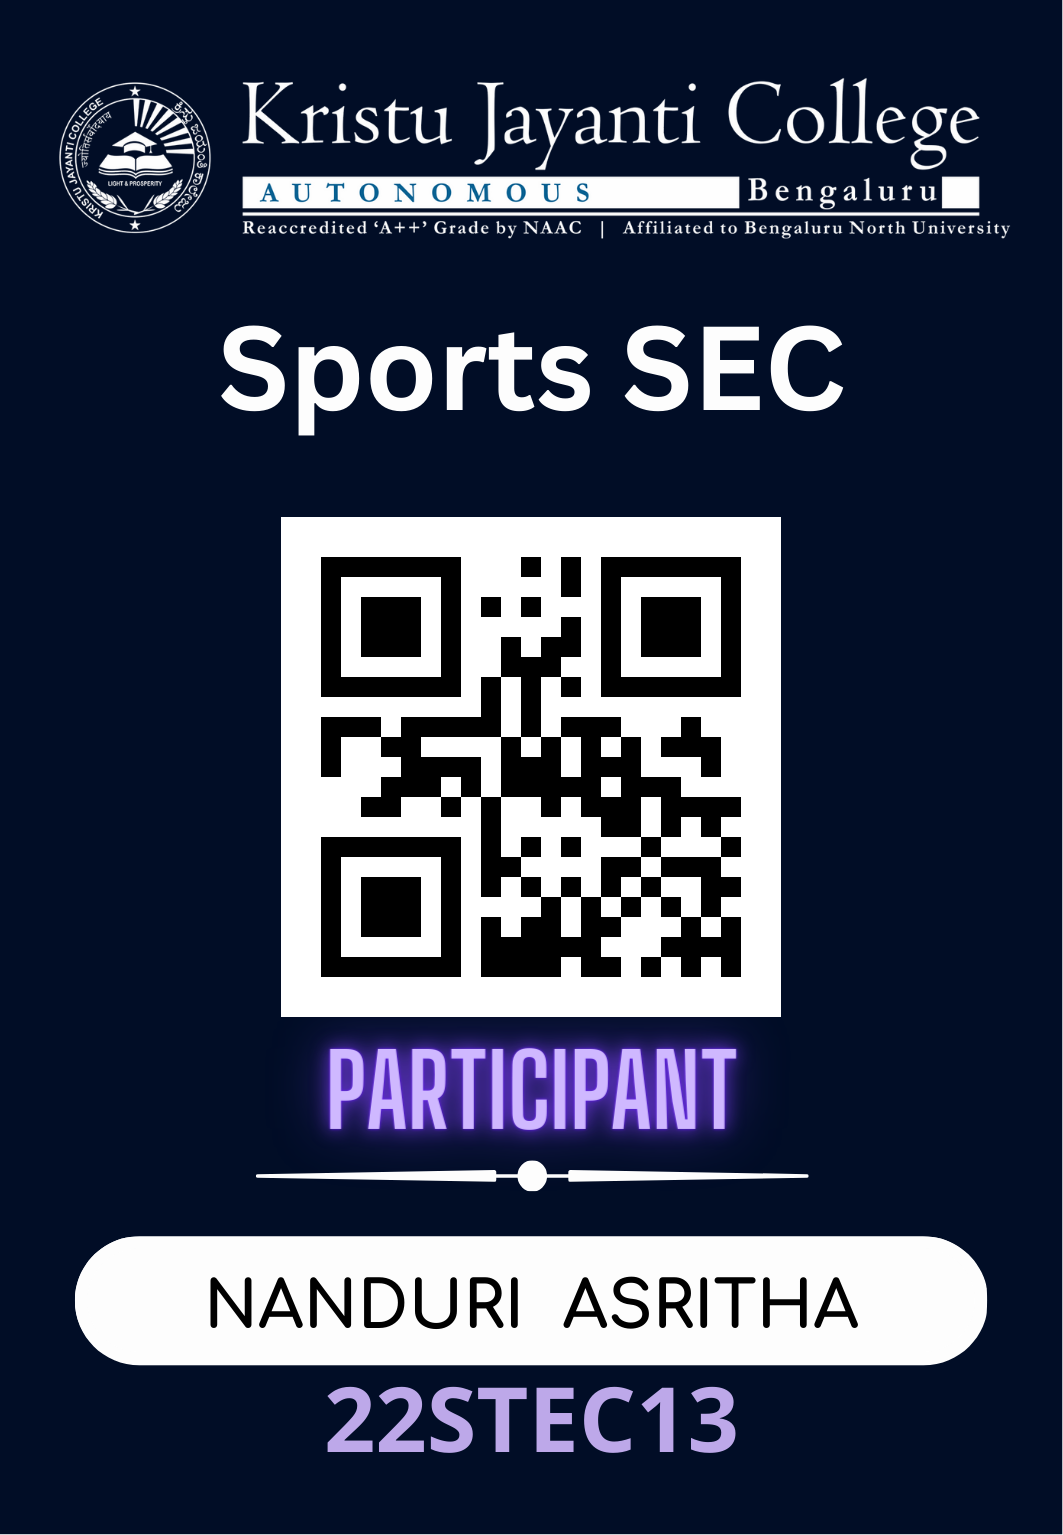 Kristu Jayanti College
AUTONOMOUS Bengaluru
Reaccredited ‘A++’ Grade by NAAC | Affiliated to Bengaluru North University
KRISTU JAYANTI COLLEGE
LIGHT & PROSPERITY
Sports SEC
PARTICIPANT
NANDURI ASRITHA
22STEC13